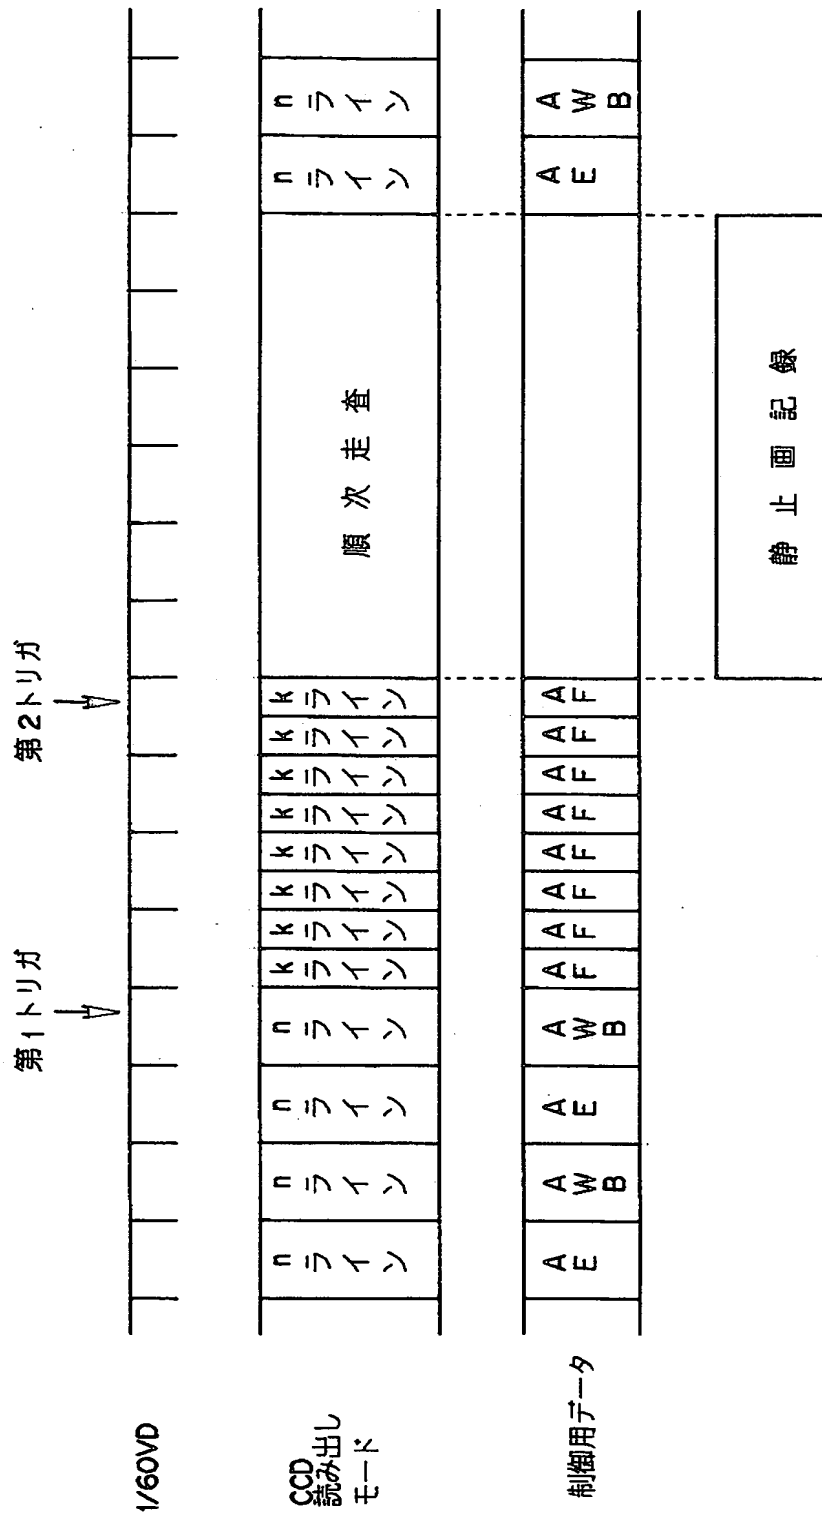 第1トリガ
第2トリガ
1/60VD
CCD
読み出し
モード
nライン
nライン
nライン
nライン
kライン
kライン
kライン
kライン
kライン
kライン
kライン
kライン
順次走査
nライン
nライン
制御用データ
AE
AWB
AE
AWB
AF
AF
AF
AF
AF
AF
AF
AF
AE
AWB
静止画記録